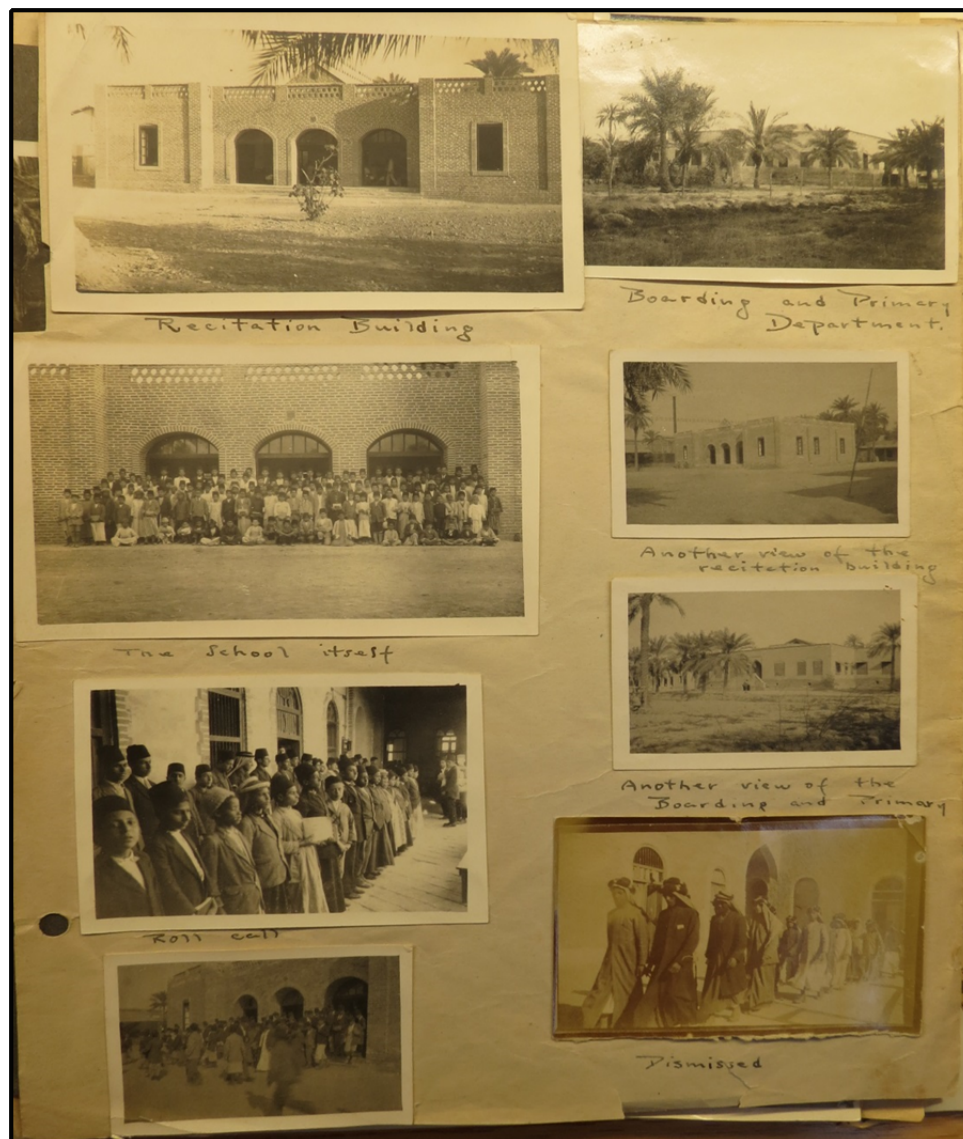 Recitation Building
Boarding and Primary
Department.
The School itself
Another view of the
recitation building
Another view of the
Boarding and Primary
Roll call
Dismissed